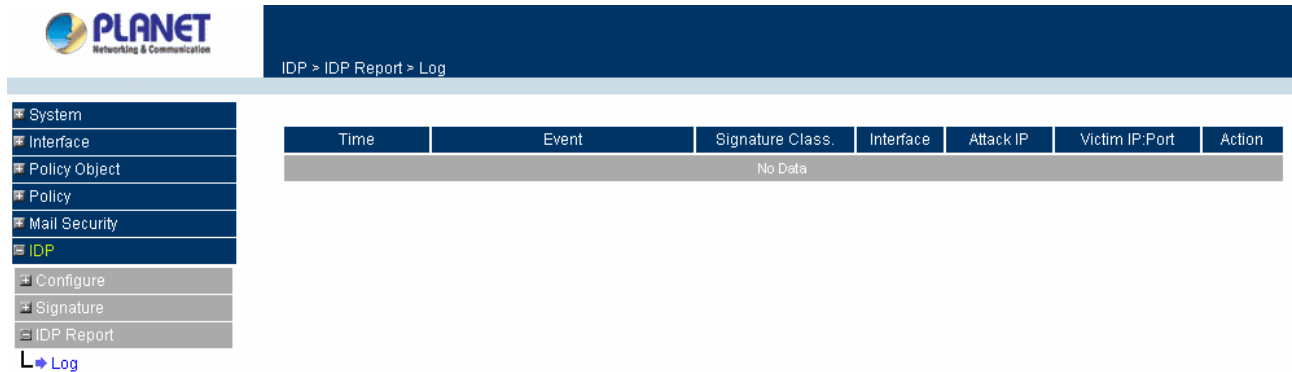 PLANET
Networking & Communication
IDP > IDP Report > Log
System
Interface
Policy Object
Policy
Mail Security
IDP
Configure
Signature
IDP Report
Log
Time Event Signature Class. Interface Attack IP Victim IP:Port Action
No Data